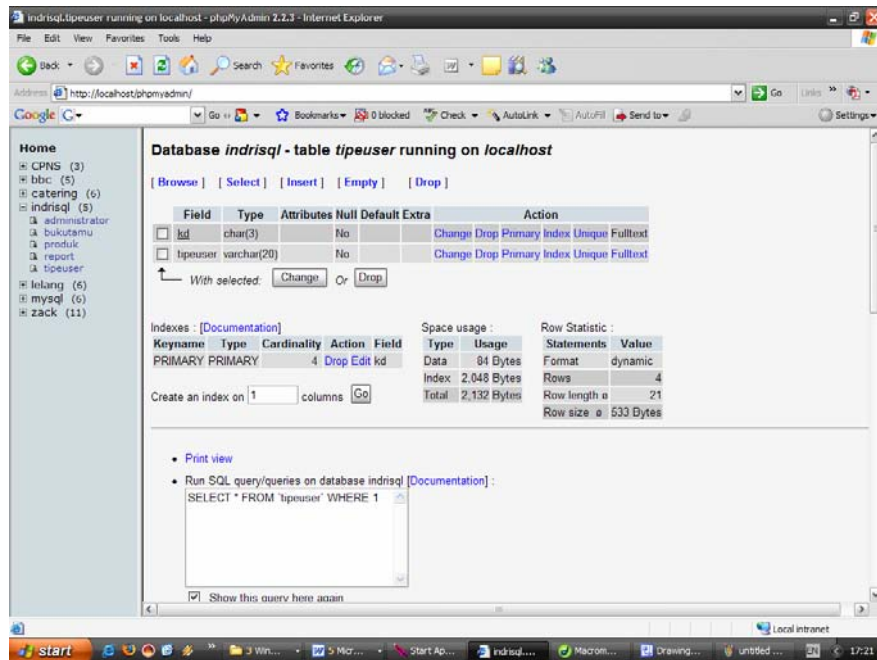 indrisql.tipeuser running on localhost - phpMyAdmin 2.2.3 - Internet Explorer
File Edit View Favorites Tools Help
Back Search Favorites
Address http://localhost/phpmyadmin/ Go Links
Google G Go Bookmarks 0 blocked Check AutoLink AutoFill Send to Settings
Home
CPNS (3)
bbc (5)
catering (6)
indrisql (5)
administrator
bukutamu
produk
report
tipeuser
lelang (6)
mysql (6)
zack (11)
Database indrisql - table tipeuser running on localhost
[ Browse ] [ Select ] [ Insert ] [ Empty ] [ Drop ]
Field Type Attributes Null Default Extra Action
kd char(3) No Change Drop Primary Index Unique Fulltext
tipeuser varchar(20) No Change Drop Primary Index Unique Fulltext
With selected: Change Or Drop
Indexes : [Documentation]
Keyname Type Cardinality Action Field
PRIMARY PRIMARY 4 Drop Edit kd
Create an index on 1 columns Go
Space usage :
Type Usage
Data 84 Bytes
Index 2,048 Bytes
Total 2,132 Bytes
Row Statistic :
Statements Value
Format dynamic
Rows 4
Row length ø 21
Row size ø 533 Bytes
• Print view
• Run SQL query/queries on database indrisql [Documentation] :
SELECT * FROM `tipeuser` WHERE 1
Show this query here again
Local intranet
start 3 Win... 5 Micr... Start Ap... indrisql.... Macrom... Drawing... untitled ... EN 17:21